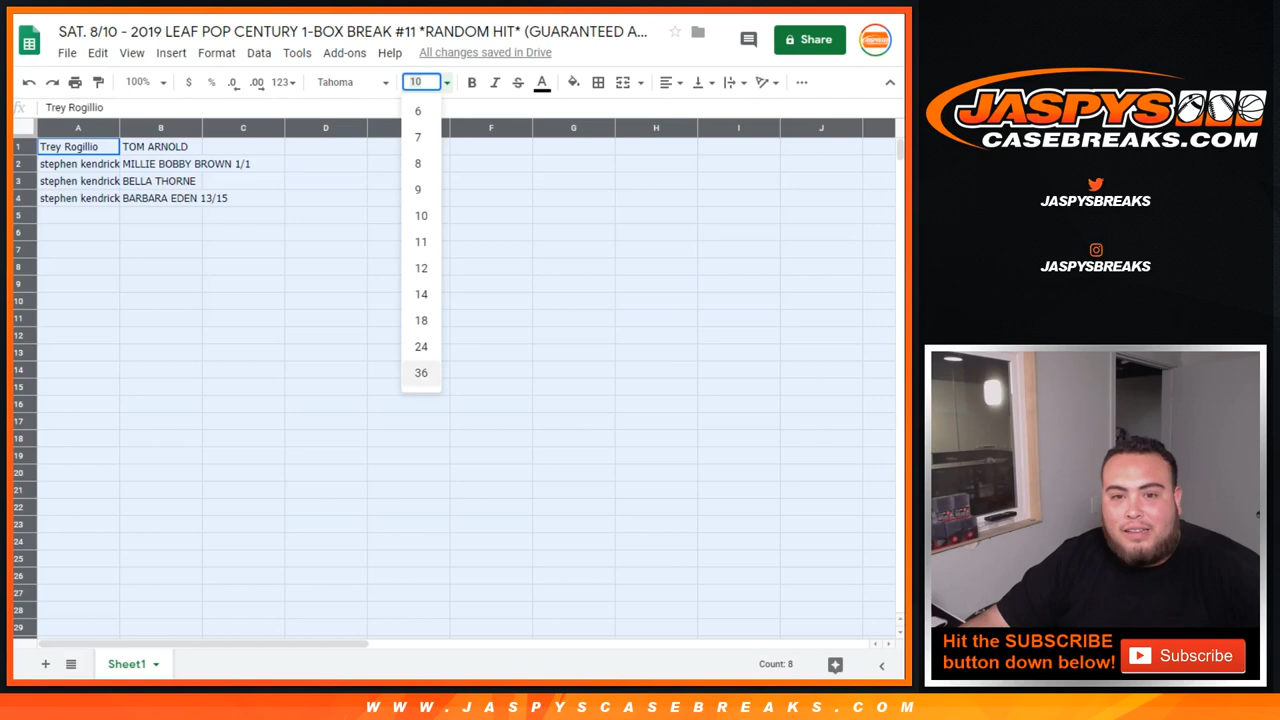 SAT. 8/10 - 2019 LEAF POP CENTURY 1-BOX BREAK #11 *RANDOM HIT* (GUARANTEED A...
File Edit View Format Data Tools Add-ons Help All changes saved in Drive
Share
100% $ % .0 .00 123 Tahoma 10 B I S A
fx Trey Rogillio
A B C D F G H I J
1 Trey Rogillio TOM ARNOLD
2 stephen kendrick MILLIE BOBBY BROWN 1/1
3 stephen kendrick BELLA THORNE
4 stephen kendrick BARBARA EDEN 13/15
5
6
7
8
9
10
11
12
13
14
15
16
17
18
19
20
21
22
23
24
25
26
27
28
29
6
7
8
9
10
11
12
14
18
24
36
Sheet1
Count: 8
JASPYS
CASEBREAKS.COM
JASPYSBREAKS
JASPYSBREAKS
Hit the SUBSCRIBE
button down below!
Subscribe
WWW.JASPYSCASEBREAKS.COM